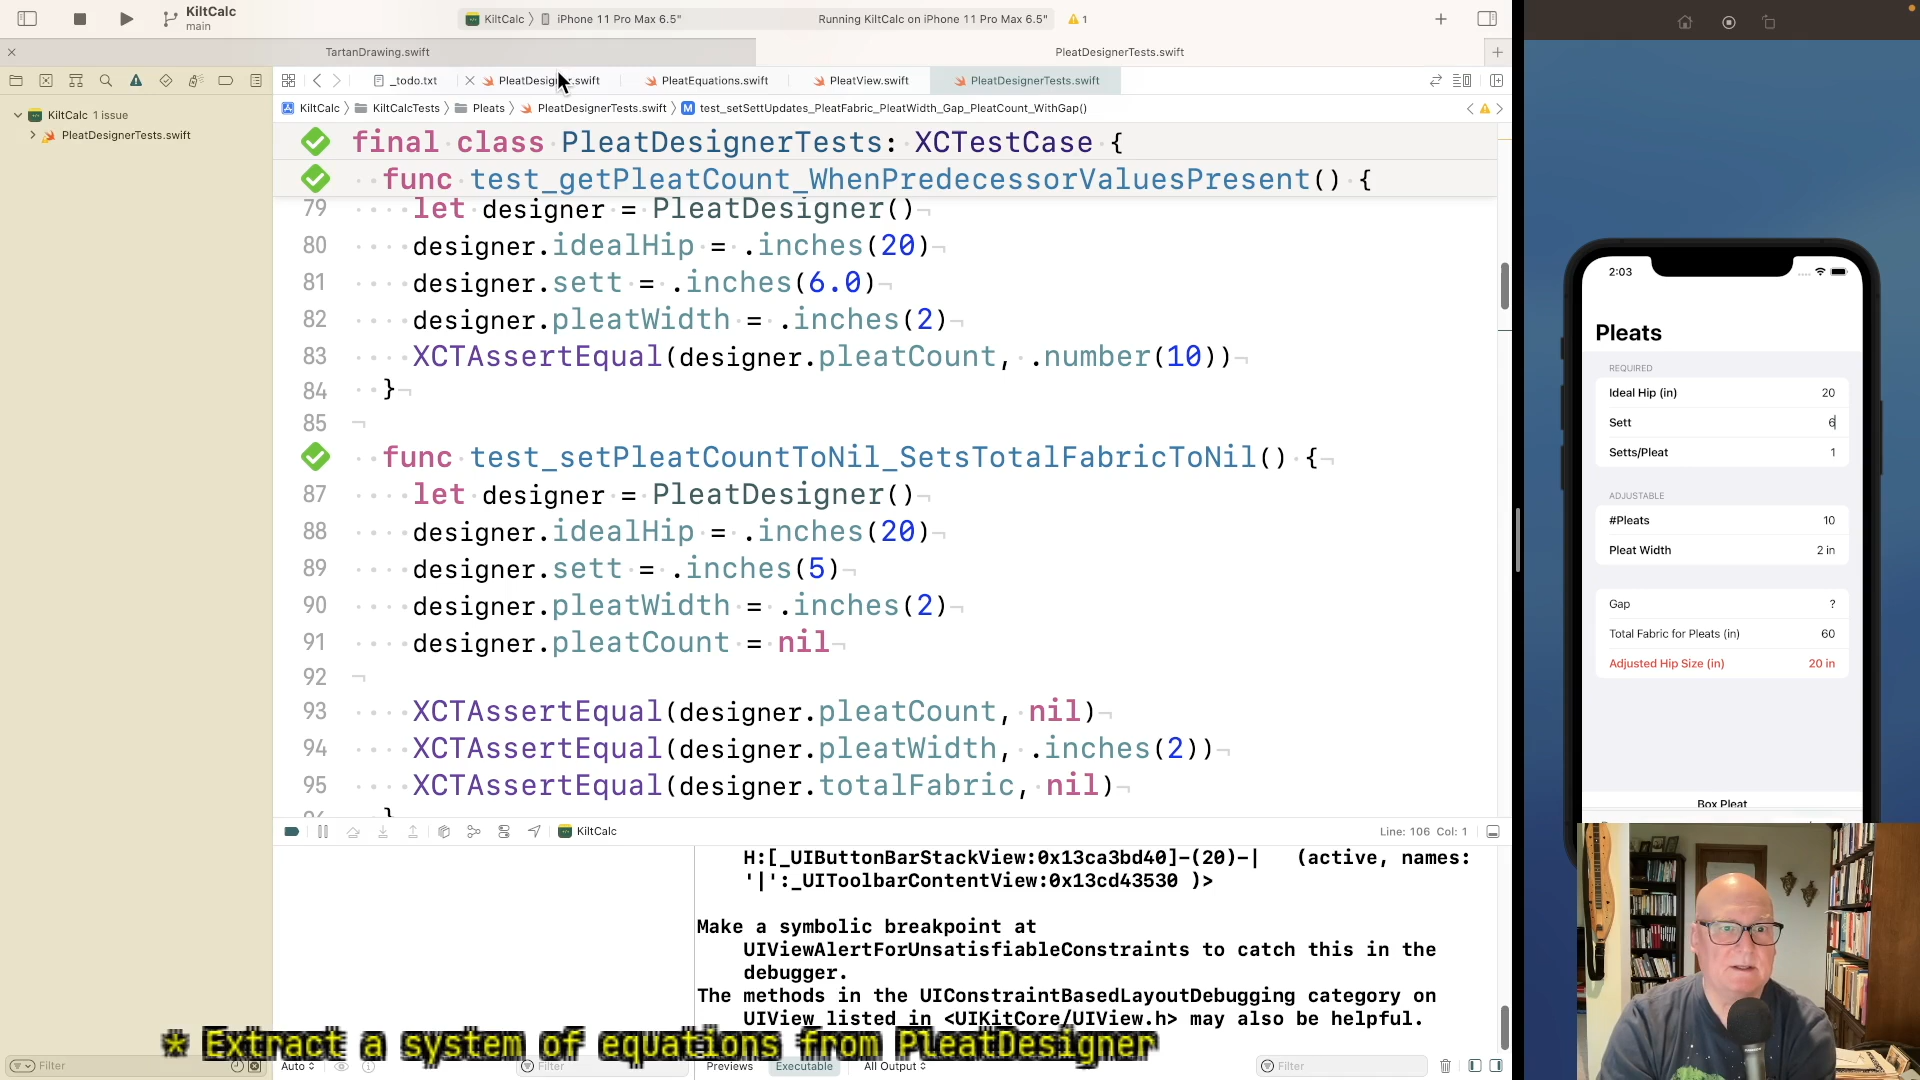 KiltCalc
main
KiltCalc
iPhone 11 Pro Max 6.5"
Running KiltCalc on iPhone 11 Pro Max 6.5"
1
TartanDrawing.swift
PleatDesignerTests.swift
_todo.txt
PleatEquations.swift
PleatView.swift
PleatDesignerTests.swift
KiltCalc
KiltCalcTests
Pleats
PleatDesignerTests.swift
M
test_setSettUpdates_PleatFabric_PleatWidth_Gap_PleatCount_WithGap()
KiltCalc 1 issue
PleatDesignerTests.swift
final class PleatDesignerTests: XCTestCase {
func test_getPleatCount_WhenPredecessorValuesPresent() {
79 let designer = PleatDesigner()
80 designer.idealHip = .inches(20)
81 designer.sett = .inches(6.0)
82 designer.pleatWidth = .inches(2)
83 XCTAssertEqual(designer.pleatCount, .number(10))
84 }
85
func test_setPleatCountToNil_SetsTotalFabricToNil() {
87 let designer = PleatDesigner()
88 designer.idealHip = .inches(20)
89 designer.sett = .inches(5)
90 designer.pleatWidth = .inches(2)
91 designer.pleatCount = nil
92
93 XCTAssertEqual(designer.pleatCount, nil)
94 XCTAssertEqual(designer.pleatWidth, .inches(2))
95 XCTAssertEqual(designer.totalFabric, nil)
}
KiltCalc
Line: 106 Col: 1
H:[_UIButtonBarStackView:0x13ca3bd40]-(20)-| (active, names:
'|':_UIToolbarContentView:0x13cd43530 )>
Make a symbolic breakpoint at
UIViewAlertForUnsatisfiableConstraints to catch this in the
debugger.
The methods in the UIConstraintBasedLayoutDebugging category on
UIView listed in <UIKitCore/UIView.h> may also be helpful.
* Extract a system of equations from PleatDesigner
Filter
Auto
Filter
Previews
Executable
All Output
Filter
2:03
Pleats
REQUIRED
Ideal Hip (in) 20
Sett 6
Setts/Pleat 1
ADJUSTABLE
#Pleats 10
Pleat Width 2 in
Gap ?
Total Fabric for Pleats (in) 60
Adjusted Hip Size (in) 20 in
Box Pleat